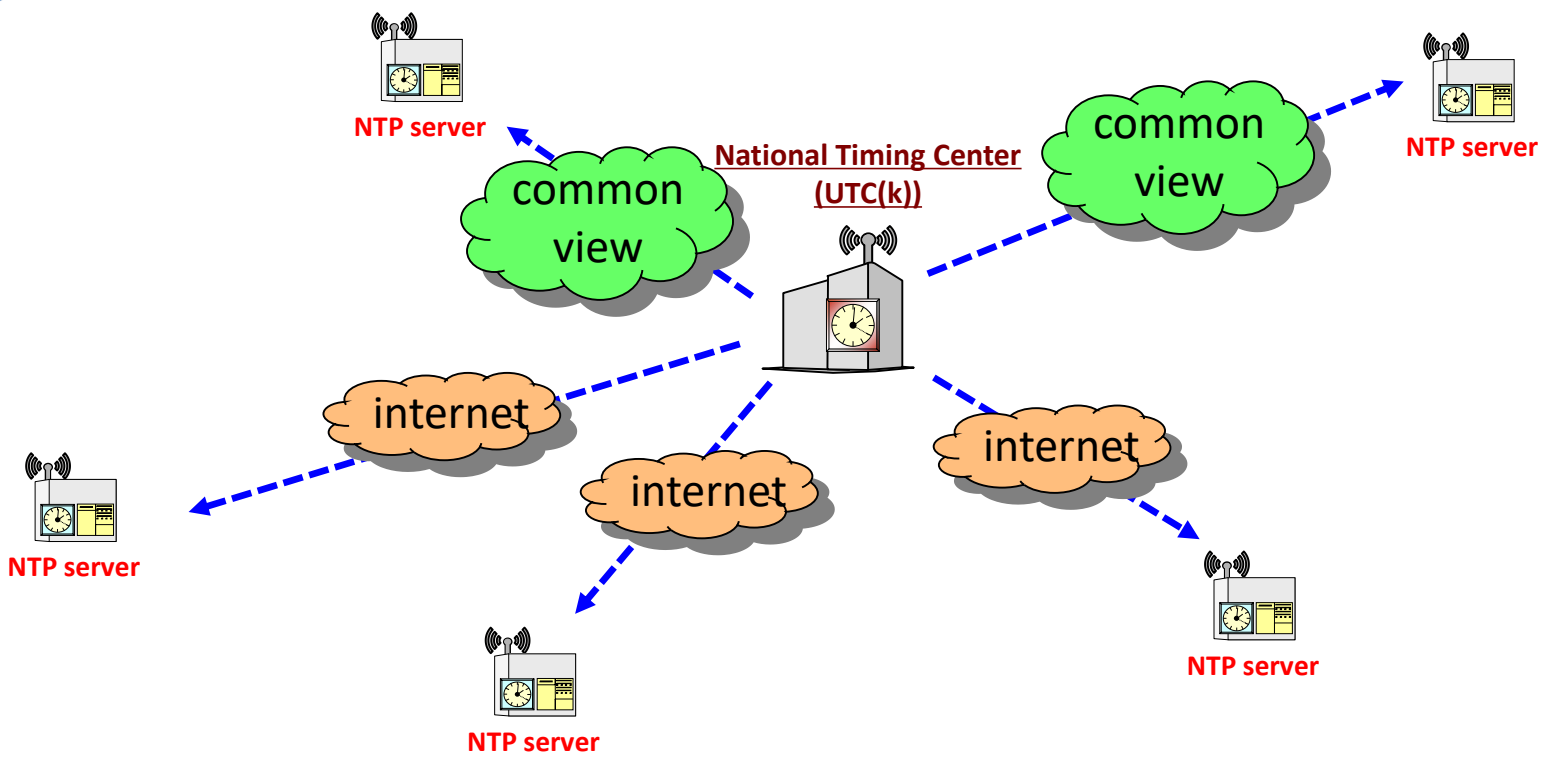 NTP server
common
view
National Timing Center
(UTC(k))
common
view
NTP server
internet
internet
internet
NTP server
NTP server
NTP server